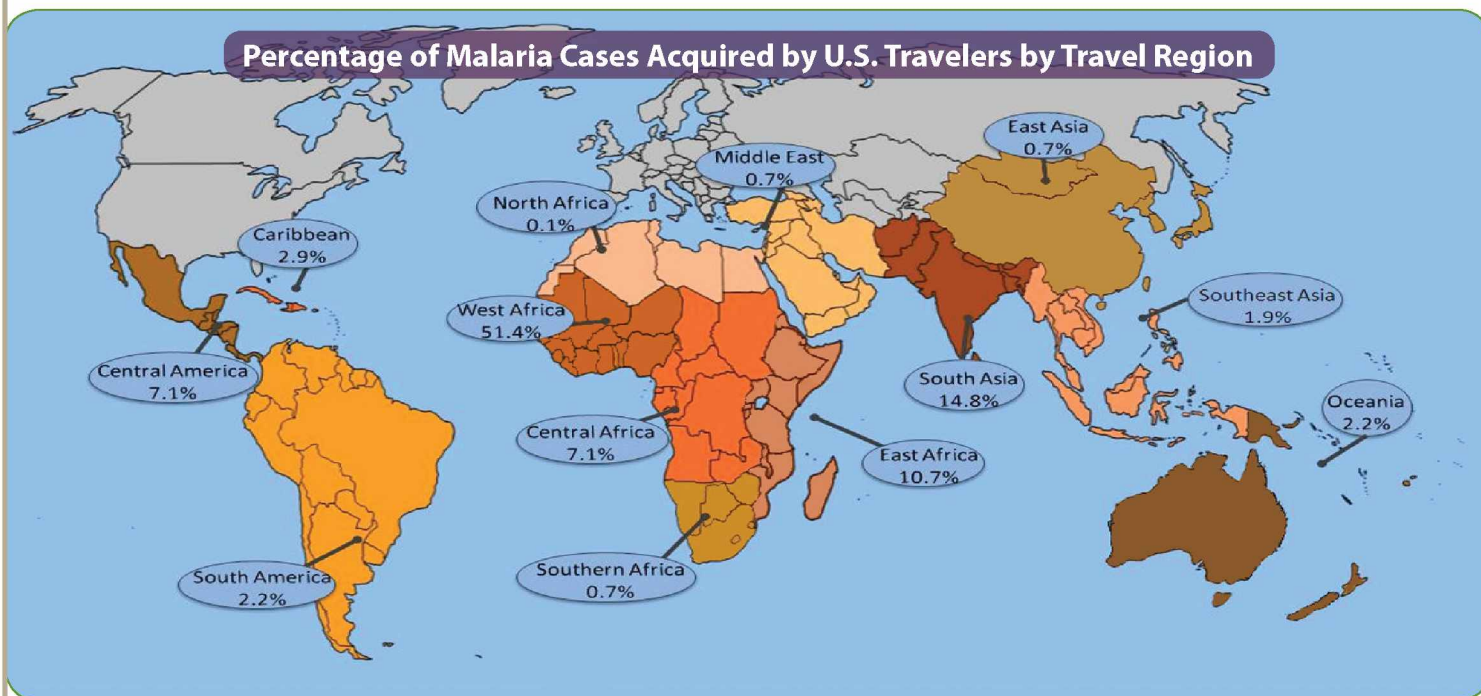 Percentage of Malaria Cases Acquired by U.S. Travelers by Travel Region
East Asia
0.7%
Middle East
0.7%
North Africa
0.1%
Caribbean
2.9%
West Africa
51.4%
Southeast Asia
1.9%
Central America
7.1%
South Asia
14.8%
Oceania
2.2%
Central Africa
7.1%
East Africa
10.7%
Southern Africa
0.7%
South America
2.2%